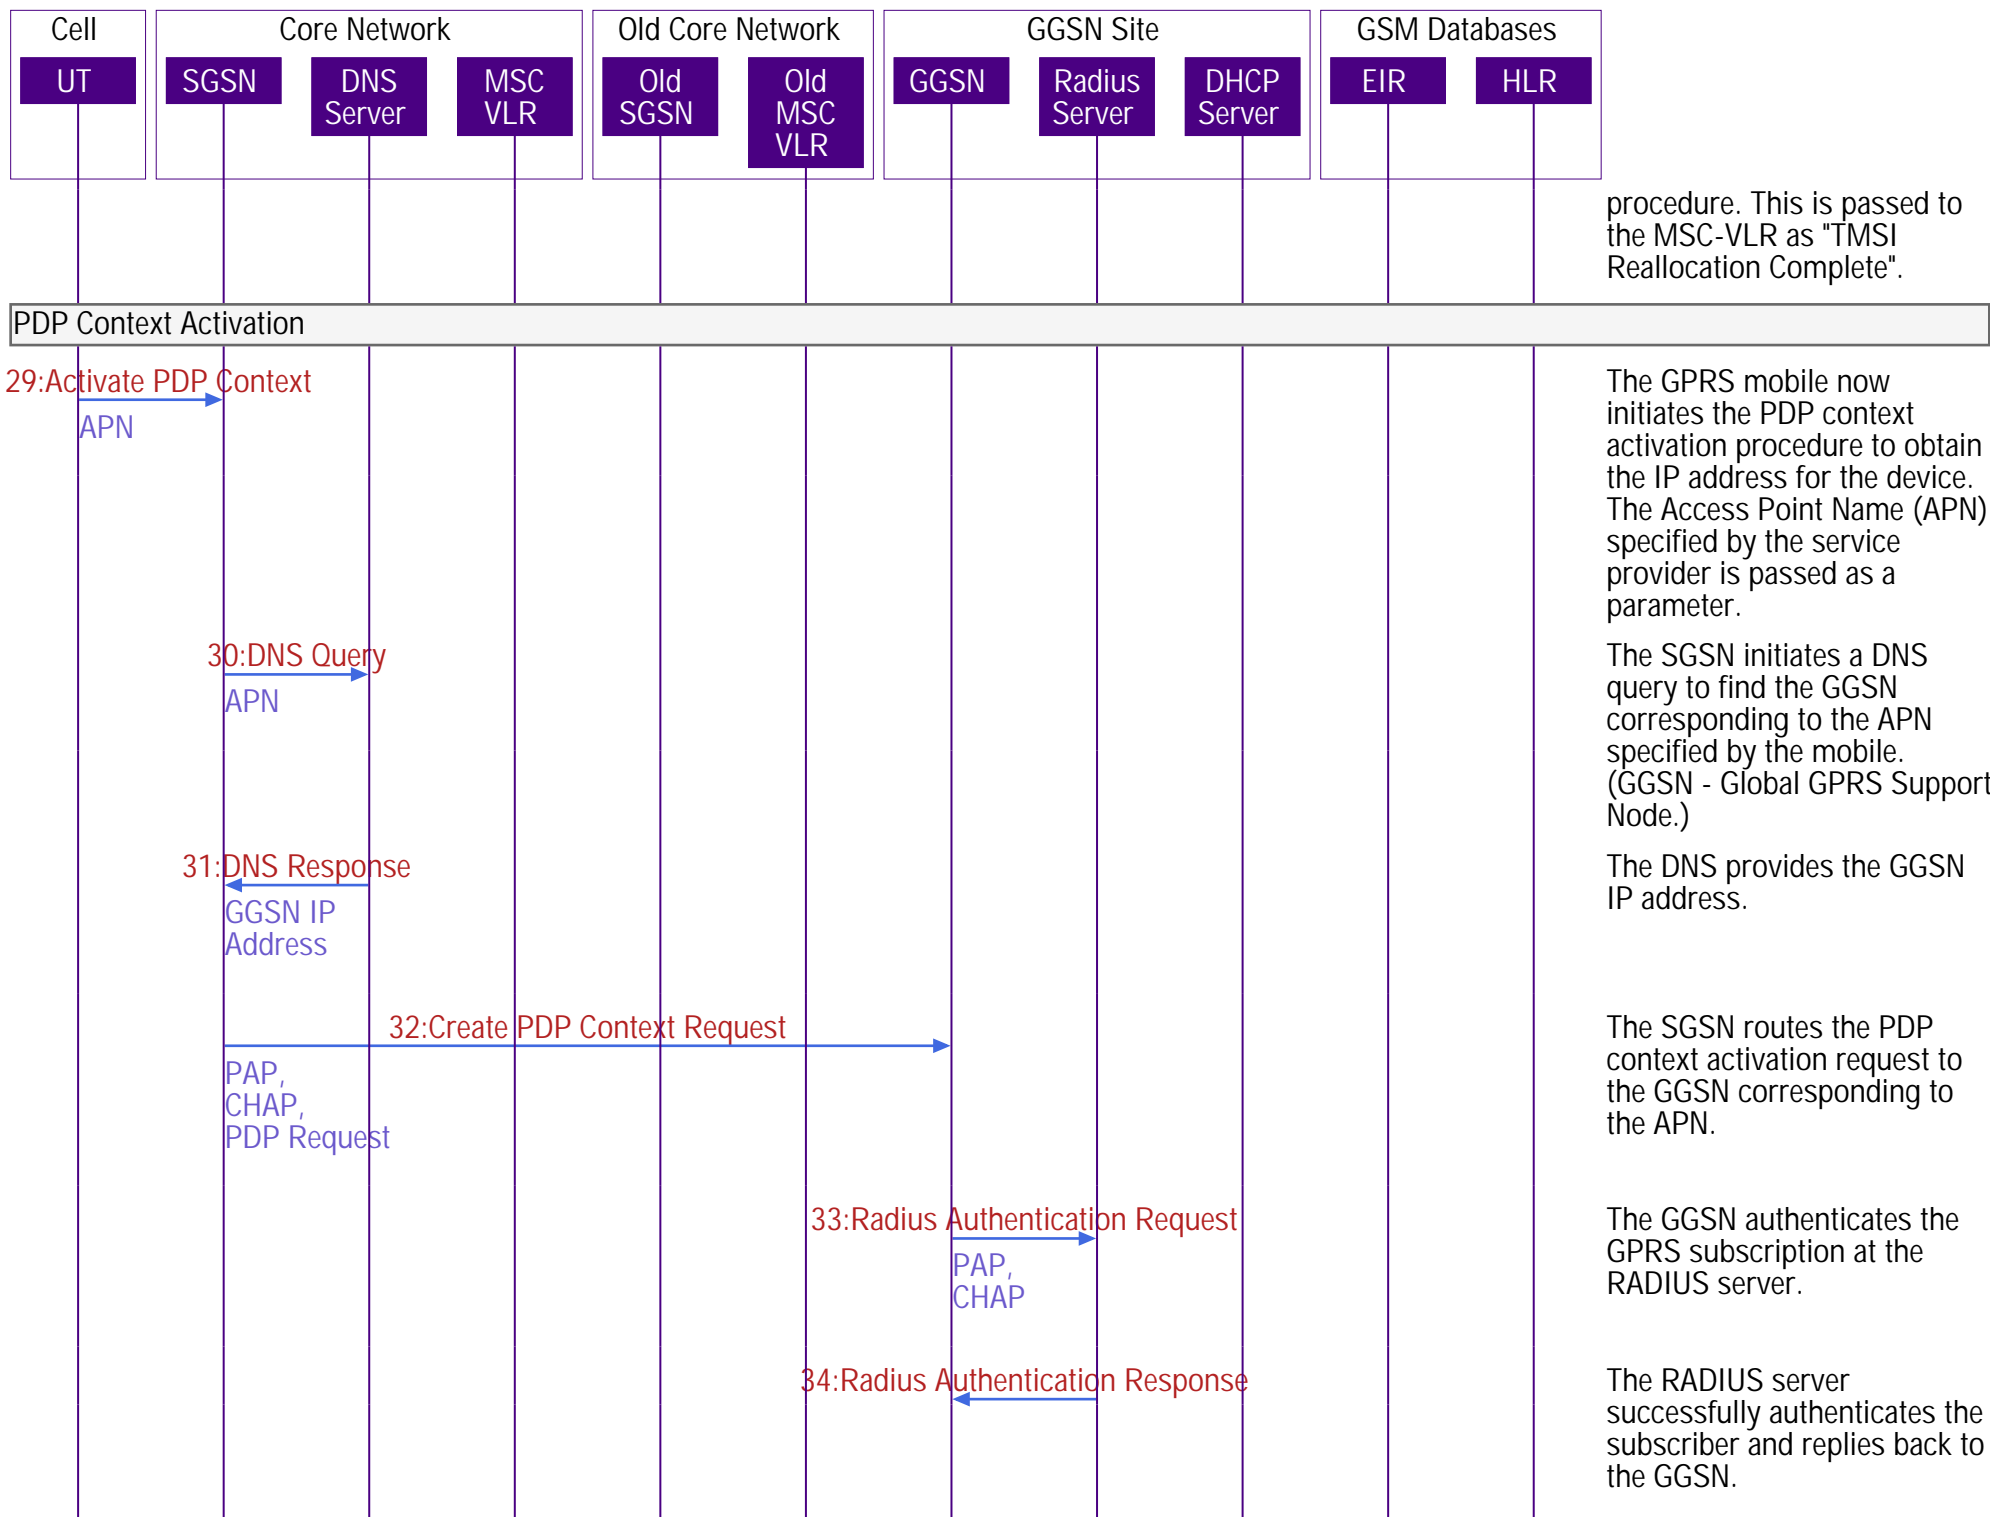 Cell
Core Network
Old Core Network
GGSN Site
GSM Databases
UT
SGSN
DNS
Server
MSC
VLR
Old
SGSN
Old
MSC
VLR
GGSN
Radius
Server
DHCP
Server
EIR
HLR
procedure. This is passed to
the MSC-VLR as "TMSI
Reallocation Complete".
PDP Context Activation
29:Activate PDP Context
APN
The GPRS mobile now
initiates the PDP context
activation procedure to obtain
the IP address for the device.
The Access Point Name (APN)
specified by the service
provider is passed as a
parameter.
30:DNS Query
APN
The SGSN initiates a DNS
query to find the GGSN
corresponding to the APN
specified by the mobile.
(GGSN - Global GPRS Support
Node.)
31:DNS Response
GGSN IP
Address
The DNS provides the GGSN
IP address.
32:Create PDP Context Request
PAP,
CHAP,
PDP Request
The SGSN routes the PDP
context activation request to
the GGSN corresponding to
the APN.
33:Radius Authentication Request
PAP,
CHAP
The GGSN authenticates the
GPRS subscription at the
RADIUS server.
34:Radius Authentication Response
The RADIUS server
successfully authenticates the
subscriber and replies back to
the GGSN.